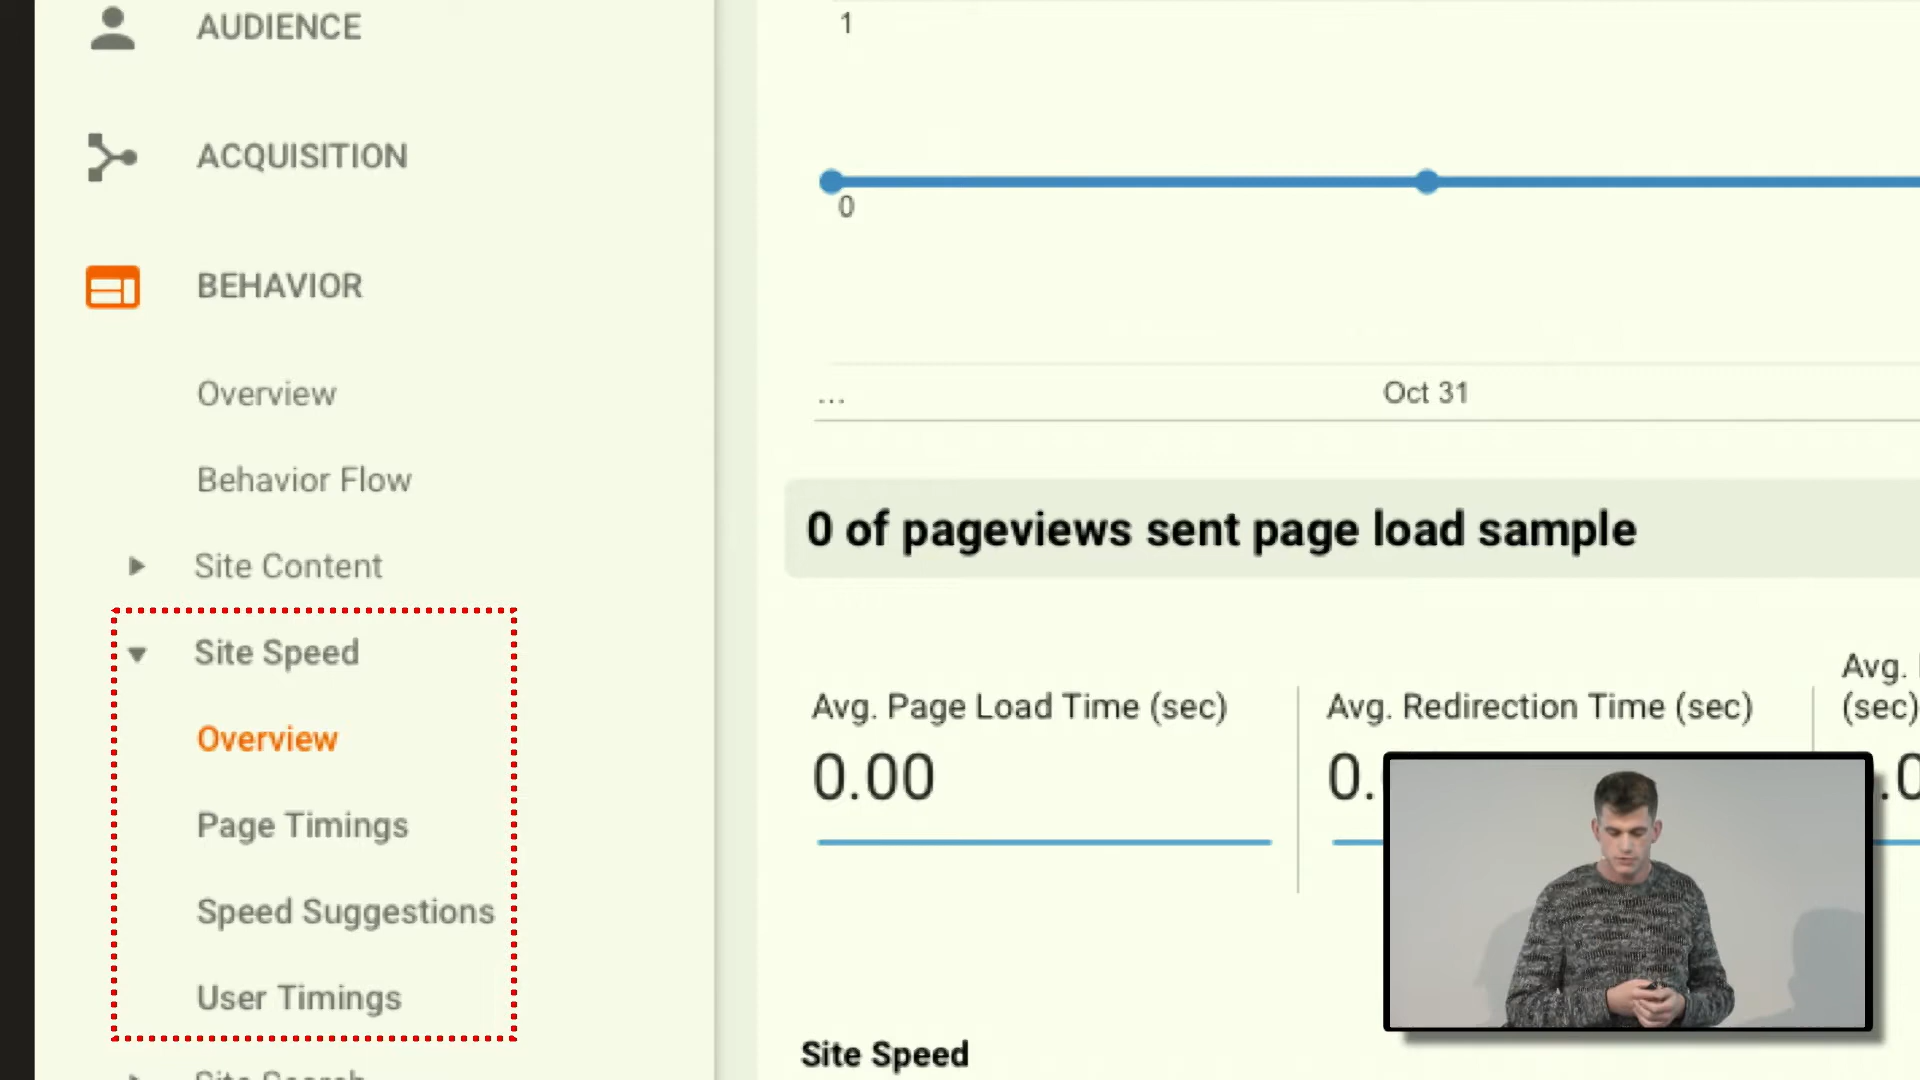 AUDIENCE
ACQUISITION
BEHAVIOR
Overview
Behavior Flow
Site Content
Site Speed
Overview
Page Timings
Speed Suggestions
User Timings
1
0
...
Oct 31
0 of pageviews sent page load sample
Avg. Page Load Time (sec)
0.00
Avg. Redirection Time (sec)
0.
Avg.
(sec)
Site Speed